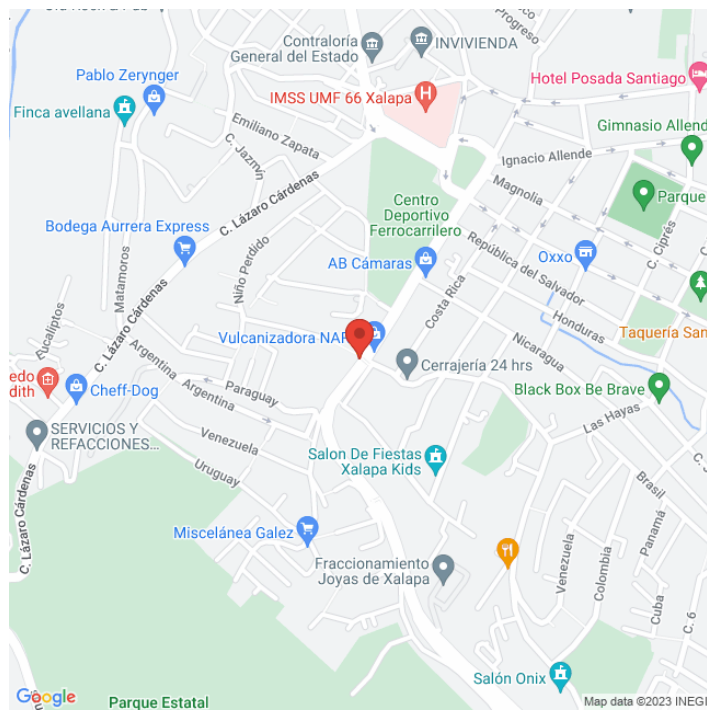 Contraloría
General del Estado
INVIVIENDA
Pablo Zerynger
Hotel Posada Santiago
IMSS UMF 66 Xalapa
Finca avellana
Emiliano Zapata
Gimnasio Allende
C. Jazmín
Ignacio Allende
Magnolia
Parque
Centro
Deportivo
Ferrocarrilero
C. Lázaro Cárdenas
Bodega Aurrera Express
Niño Perdido
República del Salvador
C. Ciprés
Oxxo
AB Cámaras
Matamoros
Costa Rica
Eucaliptos
C. Lázaro Cárdenas
Honduras
Taquería San
Vulcanizadora
Nicaragua
Argentina
Argentina
Cerrajería 24 hrs
Paraguay
Cheff-Dog
Black Box Be Brave
Las Hayas
SERVICIOS Y
REFACCIONES...
Venezuela
Salon De Fiestas
Xalapa Kids
Uruguay
Brasil
C. Lázaro Cárdenas
Miscelánea Galez
Panamá
Venezuela
Colombia
Fraccionamiento
Joyas de Xalapa
Cuba
C. 6
Salón Onix
Google
Parque Estatal
Map data ©2023 INEGI